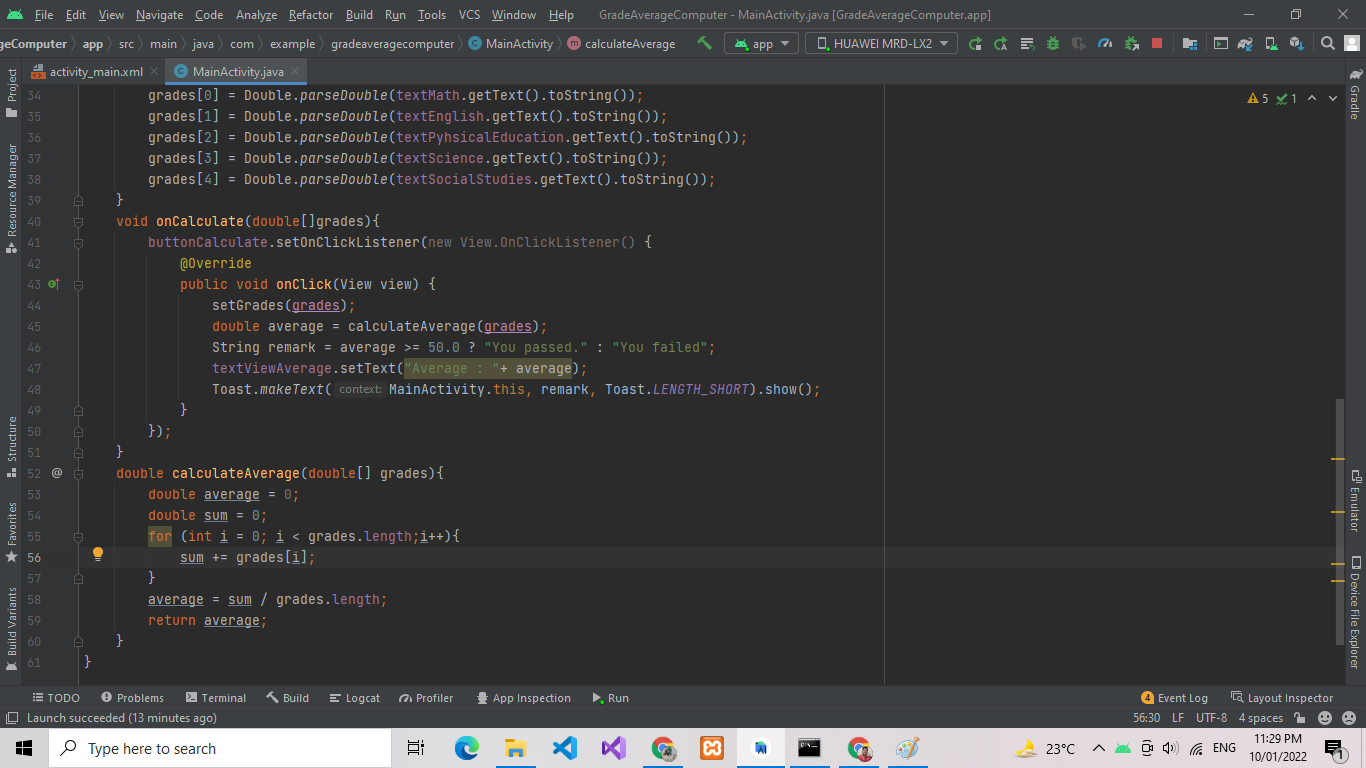 File Edit View Navigate Code Analyze Refactor Build Run Tools VCS Window Help GradeAverageComputer - MainActivity.java [GradeAverageComputer.app]
geComputer app src main java com example gradeaveragecomputer MainActivity calculateAverage app HUAWEI MRD-LX2
activity_main.xml MainActivity.java
5 1
34 grades[0] = Double.parseDouble(textMath.getText().toString());
35 grades[1] = Double.parseDouble(textEnglish.getText().toString());
36 grades[2] = Double.parseDouble(textPyhsicalEducation.getText().toString());
37 grades[3] = Double.parseDouble(textScience.getText().toString());
38 grades[4] = Double.parseDouble(textSocialStudies.getText().toString());
39 }
40 void onCalculate(double[]grades){
41 buttonCalculate.setOnClickListener(new View.OnClickListener() {
42 @Override
43 public void onClick(View view) {
44 setGrades(grades);
45 double average = calculateAverage(grades);
46 String remark = average >= 50.0 ? "You passed." : "You failed";
47 textViewAverage.setText("Average : "+ average);
48 Toast.makeText( context: MainActivity.this, remark, Toast.LENGTH_SHORT).show();
49 }
50 });
51 }
52 @ double calculateAverage(double[] grades){
53 double average = 0;
54 double sum = 0;
55 for (int i = 0; i < grades.length;i++){
56 sum += grades[i];
57 }
58 average = sum / grades.length;
59 return average;
60 }
61 }
Project
Resource Manager
Structure
Favorites
Build Variants
Gradle
Emulator
Device File Explorer
TODO Problems Terminal Build Logcat Profiler App Inspection Run 4 Event Log Layout Inspector
Launch succeeded (13 minutes ago) 56:30 LF UTF-8 4 spaces
Type here to search 23°C ENG 11:29 PM
10/01/2022 1